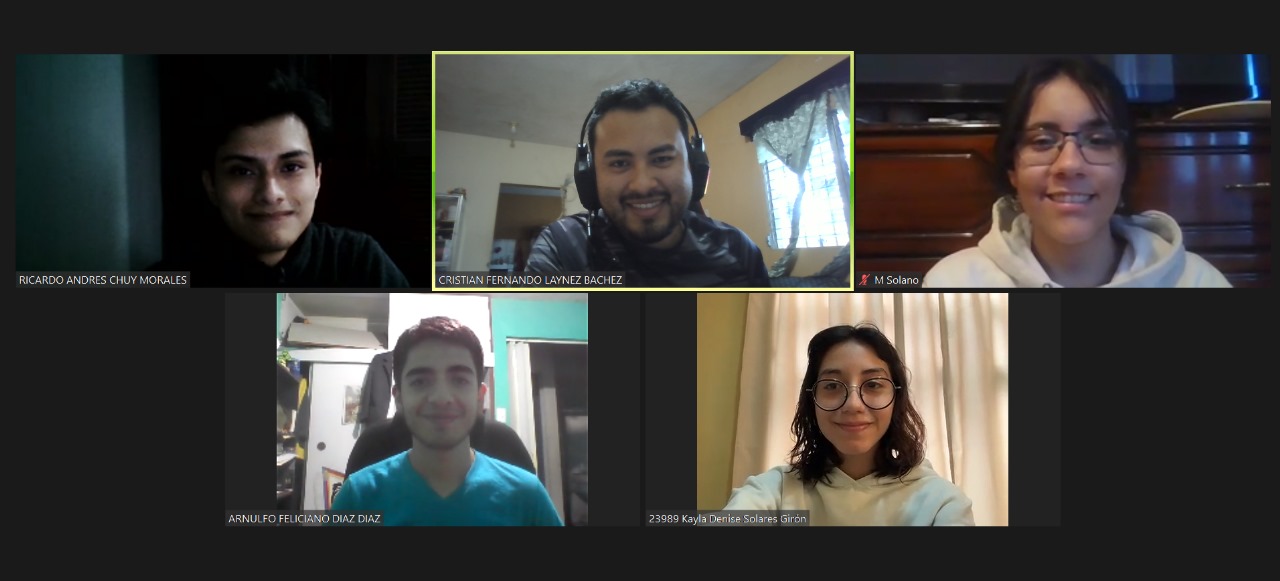 RICARDO ANDRES CHUY MORALES
CRISTIAN FERNANDO LAYNEZ BACHEZ
M Solano
ARNULFO FELICIANO DIAZ DIAZ
23989 Kayla Denise Solares Girón